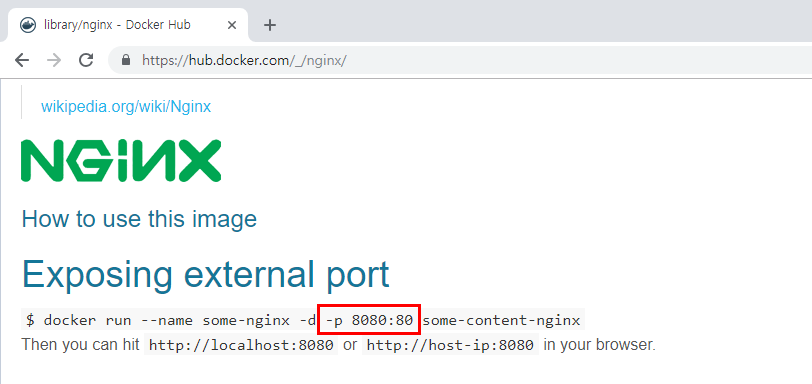 library/nginx - Docker Hub
https://hub.docker.com/_/nginx/
wikipedia.org/wiki/Nginx
NGiNX
How to use this image
Exposing external port
$ docker run --name some-nginx -d -p 8080:80 some-content-nginx
Then you can hit http://localhost:8080 or http://host-ip:8080 in your browser.